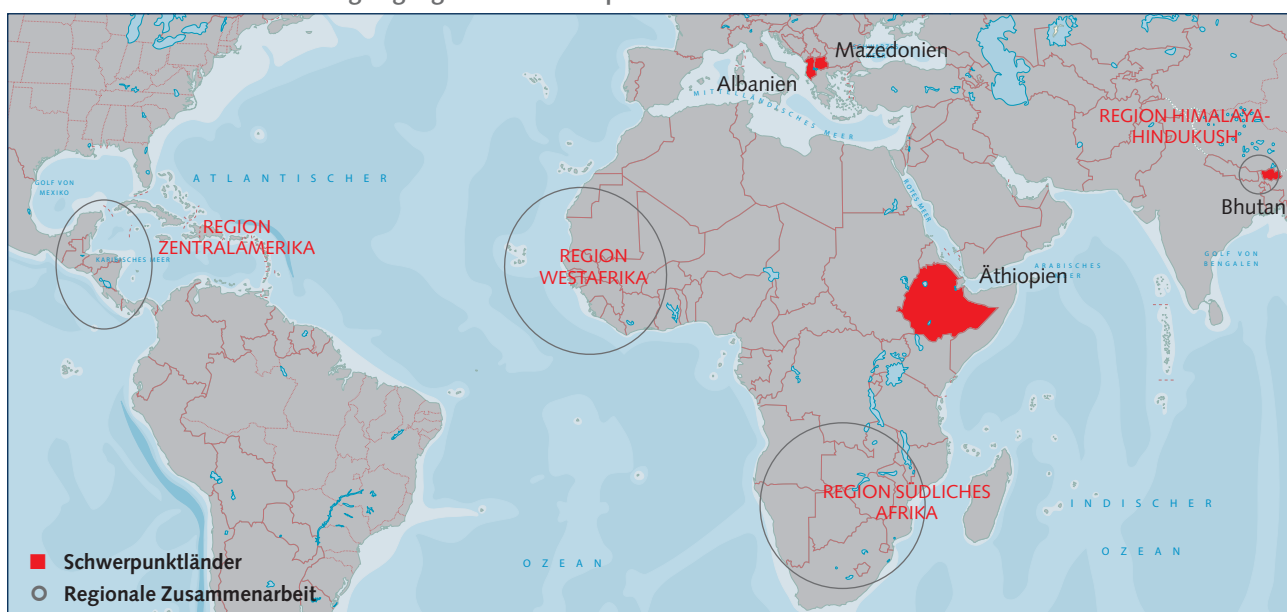 Mazedonien
Albanien
MITTELLÄNDISCHES MEER
REGION HIMALAYA-
HINDUKUSH
Bhutan
GOLF VON
MEXIKO
ATLANTISCHER
REGION
ZENTRALAMERIKA
KARIBISCHES MEER
REGION
WESTAFRIKA
ROTES MEER
Äthiopien
ARABISCHES
GOLF VON
BENGALEN
REGION SÜDLICHES
AFRIKA
INDISCHER
OZEAN
OZEAN
Schwerpunktländer
Regionale Zusammenarbeit